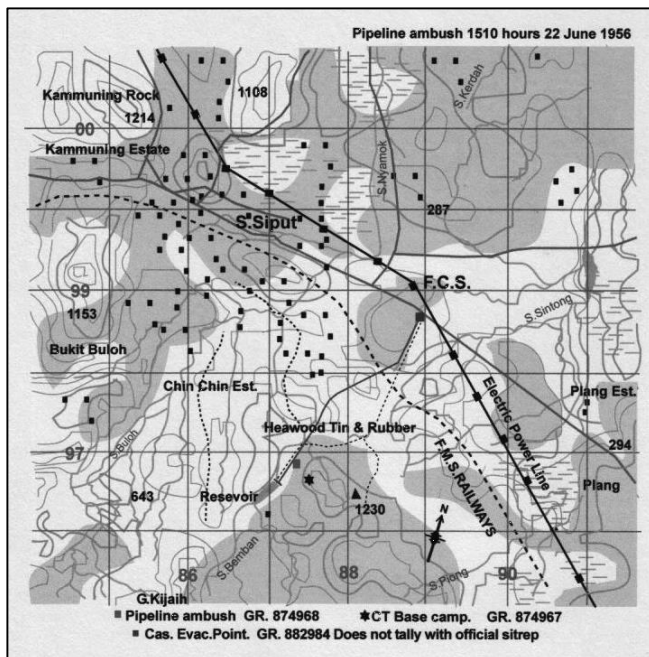 Pipeline ambush 1510 hours 22 June 1956
Kammuning Rock
1108
S.Kerdah
1214
00
Kammuning Estate
S.Nyamok
S.Siput
287
F.C.S.
99
1153
S.Sintong
Bukit Buloh
Chin Chin Est.
Electric Power Line
Plang Est.
Heawood Tin & Rubber
294
S.Buloh
97
F.M.S.RAILWAYS
Plang
643
Resevoir
1230
N
S.Bemban
86
88
S.Piong
90
G.Kijaih
Pipeline ambush GR. 874968 CT Base camp. GR. 874967
Cas. Evac.Point. GR. 882984 Does not tally with official sitrep